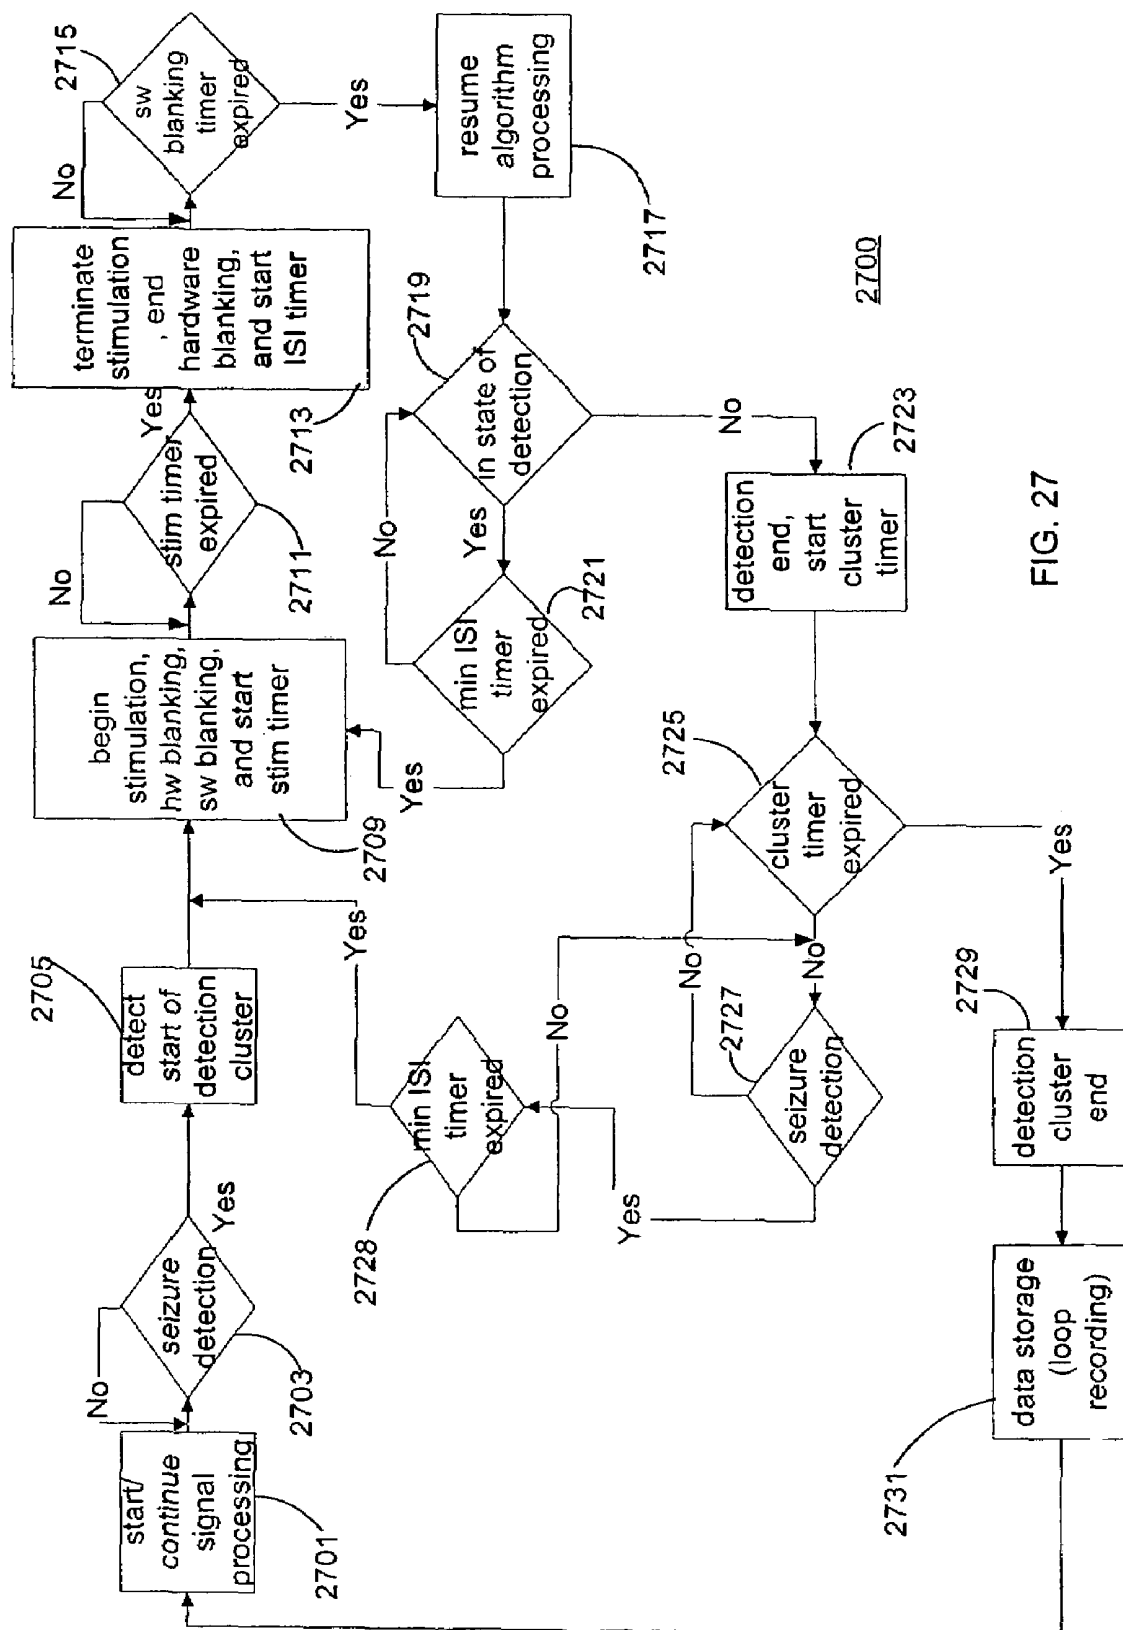 start/
continue
signal
processing
2701
No
seizure
detection
2703
Yes
detect
start of
detection
cluster
2705
begin
stimulation,
hw blanking,
sw blanking,
and start
stim timer
2709
No
stim timer
expired
2711
Yes
terminate
stimulation
, end
hardware
blanking,
and start
ISI timer
2713
No
sw
blanking
timer
expired
2715
Yes
resume
algorithm
processing
2717
in state of
detection
2719
Yes
No
min ISI
timer
expired
2721
Yes
No
detection
end,
start
cluster
timer
2723
cluster
timer
expired
2725
No
seizure
detection
2727
No
Yes
min ISI
timer
expired
2728
Yes
No
Yes
detection
cluster
end
2729
data storage
(loop
recording)
2731
2700
FIG. 27